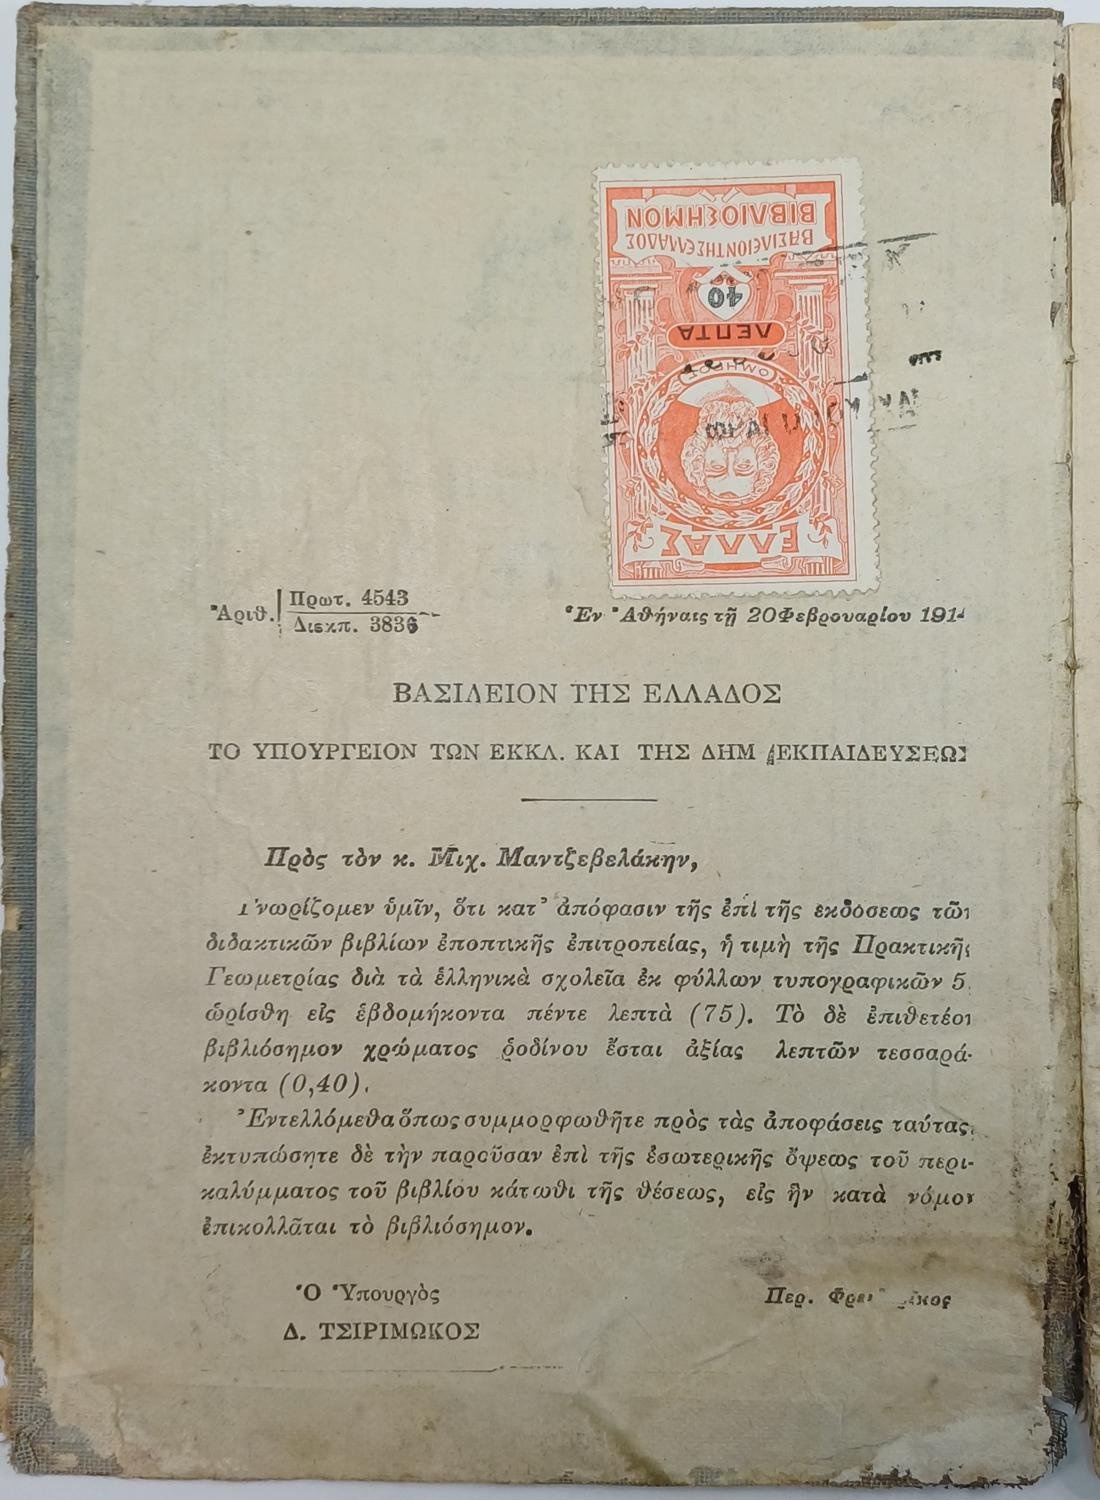 ΒΙΒΛΙΟΣΗΜΟΝ
ΒΑΣΙΛΕΙΟΝ ΤΗΣ ΕΛΛΑΔΟΣ
40
ΛΕΠΤΑ
ΟΜΗΡΟΣ
ΕΛΛΑΣ
Ἀριθ. Πρωτ. 4543
Διεκπ. 3836
Ἐν Ἀθήναις τῇ 20 Φεβρουαρίου
ΒΑΣΙΛΕΙΟΝ ΤΗΣ ΕΛΛΑΔΟΣ
ΤΟ ΥΠΟΥΡΓΕΙΟΝ ΤΩΝ ΕΚΚΛ. ΚΑΙ ΤΗΣ ΔΗΜ ΕΚΠΑΙΔΕΥΣΕΩΣ
Πρὸς τὸν κ. Μιχ. Μαντζεβελάκην,
Γνωρίζομεν ὑμῖν, ὅτι κατ' ἀπόφασιν τῆς ἐπὶ τῆς ἐκδόσεως τῶν
διδακτικῶν βιβλίων ἐποπτικῆς ἐπιτροπείας, ἡ τιμὴ τῆς Πρακτικῆς
Γεωμετρίας διὰ τὰ ἑλληνικὰ σχολεῖα ἐκ φύλλων τυπογραφικῶν 5
ὡρίσθη εἰς ἑβδομήκοντα πέντε λεπτὰ (75). Τὸ δὲ ἐπιθετέον
βιβλιόσημον χρώματος ῥοδίνου ἔσται ἀξίας λεπτῶν τεσσαρά-
κοντα (0,40).
Ἐντελλόμεθα ὅπως συμμορφωθῆτε πρὸς τὰς ἀποφάσεις ταύτας,
ἐκτυπώσητε δὲ τὴν παροῦσαν ἐπὶ τῆς ἐσωτερικῆς ὄψεως τοῦ περι-
καλύμματος τοῦ βιβλίου κάτωθι τῆς θέσεως, εἰς ἣν κατὰ νόμον
ἐπικολλᾶται τὸ βιβλιόσημον.
Ὁ Ὑπουργὸς
Περ.
Δ. ΤΣΙΡΙΜΩΚΟΣ